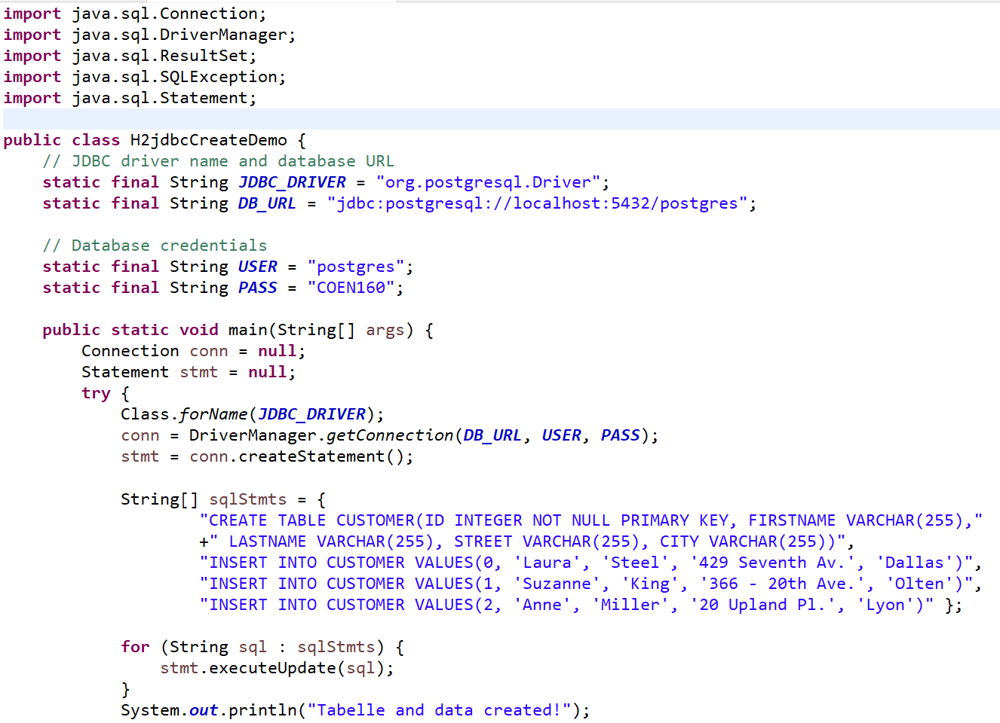 import java.sql.Connection;
import java.sql.DriverManager;
import java.sql.ResultSet;
import java.sql.SQLException;
import java.sql.Statement;
public class H2jdbcCreateDemo {
// JDBC driver name and database URL
static final String JDBC_DRIVER = "org.postgresql.Driver";
static final String DB_URL = "jdbc:postgresql://localhost:5432/postgres";
// Database credentials
static final String USER = "postgres";
static final String PASS = "COEN160";
public static void main(String[] args) {
Connection conn = null;
Statement stmt = null;
try {
Class.forName(JDBC_DRIVER);
conn = DriverManager.getConnection(DB_URL, USER, PASS);
stmt = conn.createStatement();
String[] sqlStmts = {
"CREATE TABLE CUSTOMER(ID INTEGER NOT NULL PRIMARY KEY, FIRSTNAME VARCHAR(255),"
+" LASTNAME VARCHAR(255), STREET VARCHAR(255), CITY VARCHAR(255))",
"INSERT INTO CUSTOMER VALUES(0, 'Laura', 'Steel', '429 Seventh Av.', 'Dallas')",
"INSERT INTO CUSTOMER VALUES(1, 'Suzanne', 'King', '366 - 20th Ave.', 'Olten')",
"INSERT INTO CUSTOMER VALUES(2, 'Anne', 'Miller', '20 Upland Pl.', 'Lyon')" };
for (String sql : sqlStmts) {
stmt.executeUpdate(sql);
}
System.out.println("Tabelle and data created!");